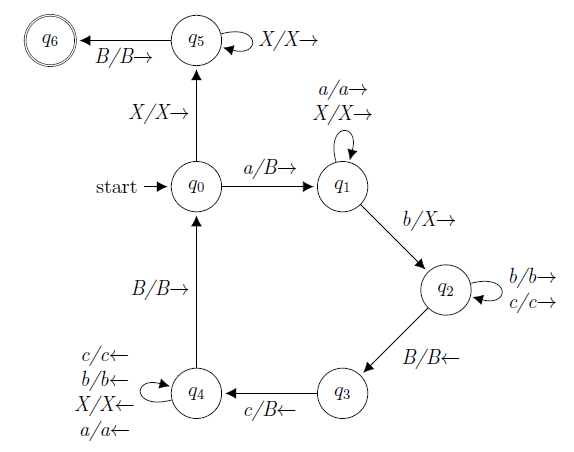 q6
B/B→
q5
X/X→
X/X→
a/a→
X/X→
start
q0
a/B→
q1
b/X→
B/B→
q2
b/b→
c/c→
c/c←
b/b←
X/X←
a/a←
q4
c/B←
q3
B/B←